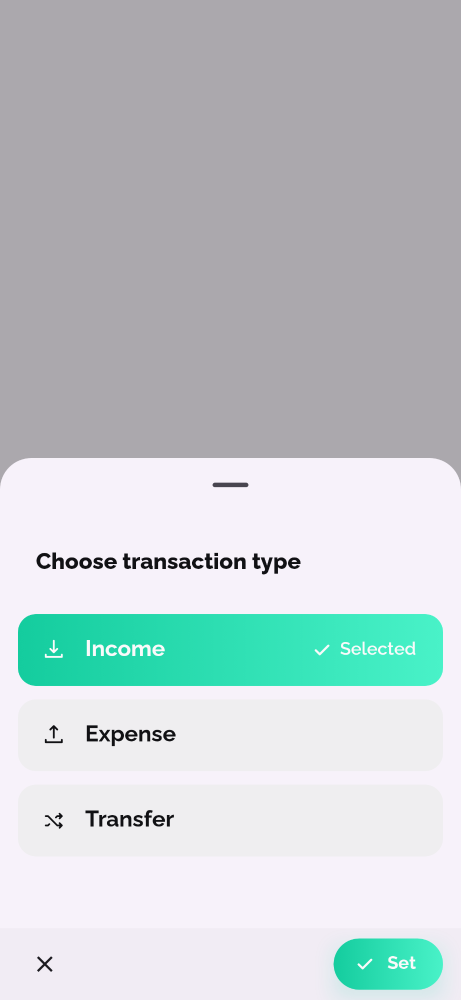 Choose transaction type
Income
Selected
Expense
Transfer
Set